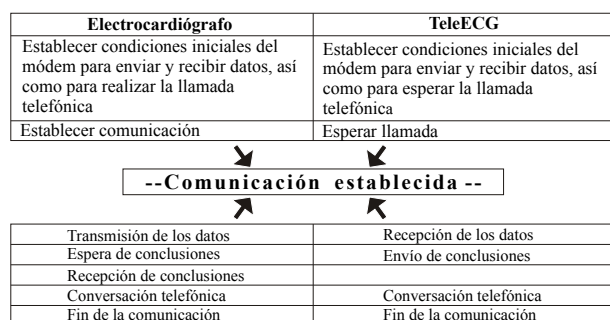 Electrocardiógrafo TeleECG
Establecer condiciones iniciales del
módem para enviar y recibir datos, así
como para realizar la llamada
telefónica
Establecer condiciones iniciales del
módem para enviar y recibir datos, así
como para esperar la llamada
telefónica
Establecer comunicación Esperar llamada
--Comunicación establecida --
Transmisión de los datos Recepción de los datos
Espera de conclusiones Envío de conclusiones
Recepción de conclusiones
Conversación telefónica Conversación telefónica
Fin de la comunicación Fin de la comunicación